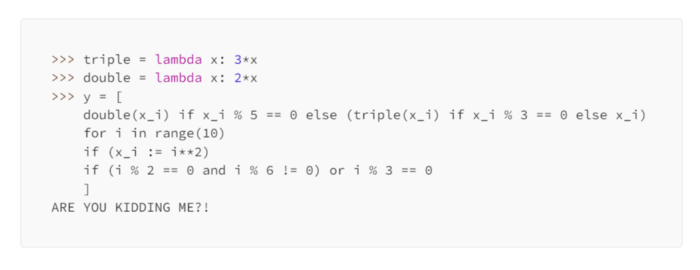 >>> triple = lambda x: 3*x
>>> double = lambda x: 2*x
>>> y = [
    double(x_i) if x_i % 5 == 0 else (triple(x_i) if x_i % 3 == 0 else x_i)
    for i in range(10)
    if (x_i := i**2)
    if (i % 2 == 0 and i % 6 != 0) or i % 3 == 0
    ]
ARE YOU KIDDING ME?!